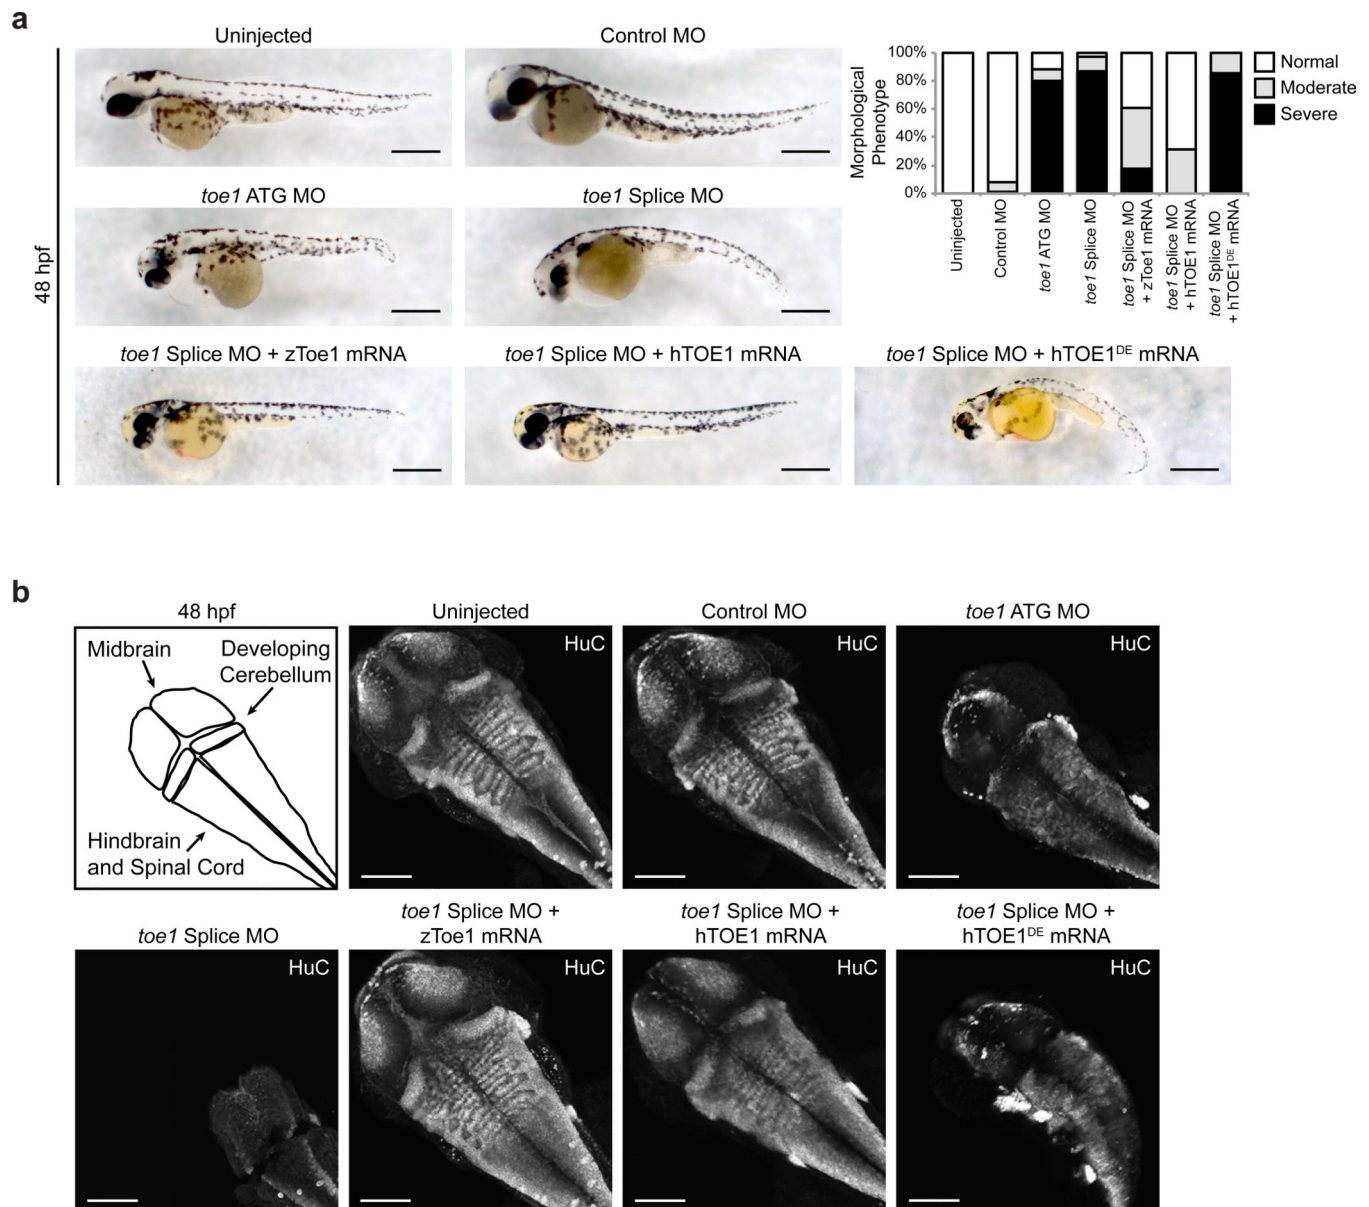 a
Uninjected
Control MO
toe1 ATG MO
toe1 Splice MO
toe1 Splice MO + zToe1 mRNA
toe1 Splice MO + hTOE1 mRNA
toe1 Splice MO + hTOE1DE mRNA
48 hpf
Morphological
Phenotype
100%
80%
60%
40%
20%
0%
Normal
Moderate
Severe
Uninjected
Control MO
toe1 ATG MO
toe1 Splice MO
toe1 Splice MO
+ zToe1 mRNA
toe1 Splice MO
+ hTOE1 mRNA
toe1 Splice MO
+ hTOE1DE mRNA
b
48 hpf
Midbrain
Developing
Cerebellum
Hindbrain
and Spinal Cord
Uninjected
HuC
Control MO
HuC
toe1 ATG MO
HuC
toe1 Splice MO
HuC
toe1 Splice MO +
zToe1 mRNA
HuC
toe1 Splice MO +
hTOE1 mRNA
HuC
toe1 Splice MO +
hTOE1DE mRNA
HuC